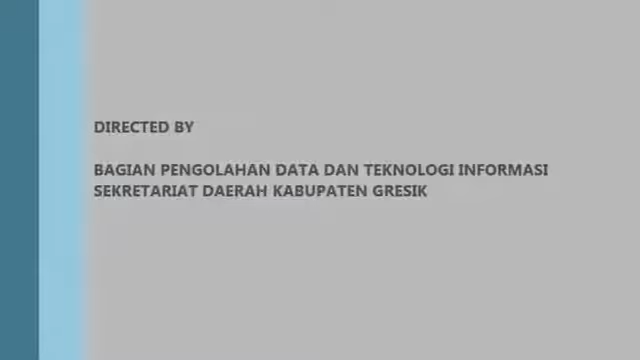 DIRECTED BY
BAGIAN PENGOLAHAN DATA DAN TEKNOLOGI INFORMASI
SEKRETARIAT DAERAH KABUPATEN GRESIK